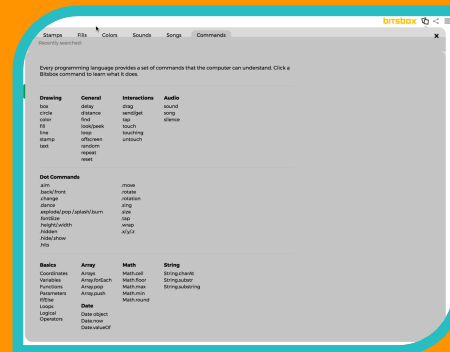 bitsbox
Stamps Fills Colors Sounds Songs Commands
Recently searched:
Every programming language provides a set of commands that the computer can understand. Click a
Bitsbox command to learn what it does.
Drawing General Interactions Audio
box delay drag sound
circle distance send/get song
color find tap silence
fill look/peek touch
line loop touching
stamp offscreen untouch
text random
repeat
reset
Dot Commands
.aim .move
.back/.front .rotate
.change .rotation
.dance .sing
.explode/.pop/.splash/.burn .size
.fontSize .tap
.height/.width .wrap
.hidden .x/.y/.z
.hide/.show
.hits
Basics Array Math String
Coordinates Arrays Math.ceil String.charAt
Variables Array.forEach Math.floor String.substr
Functions Array.pop Math.max String.substring
Parameters Array.push Math.min
If/Else Math.round
Loops Date
Logical Date object
Operators Date.now
Date.valueOf